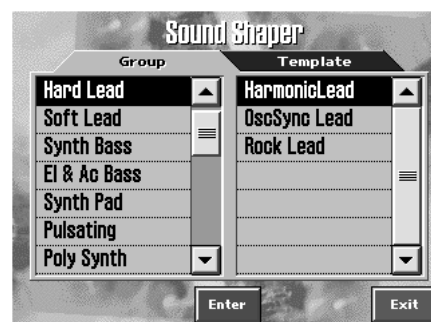 Sound Shaper
Group
Template
Hard Lead
Soft Lead
Synth Bass
El & Ac Bass
Synth Pad
Pulsating
Poly Synth
HarmonicLead
OscSync Lead
Rock Lead
Enter
Exit